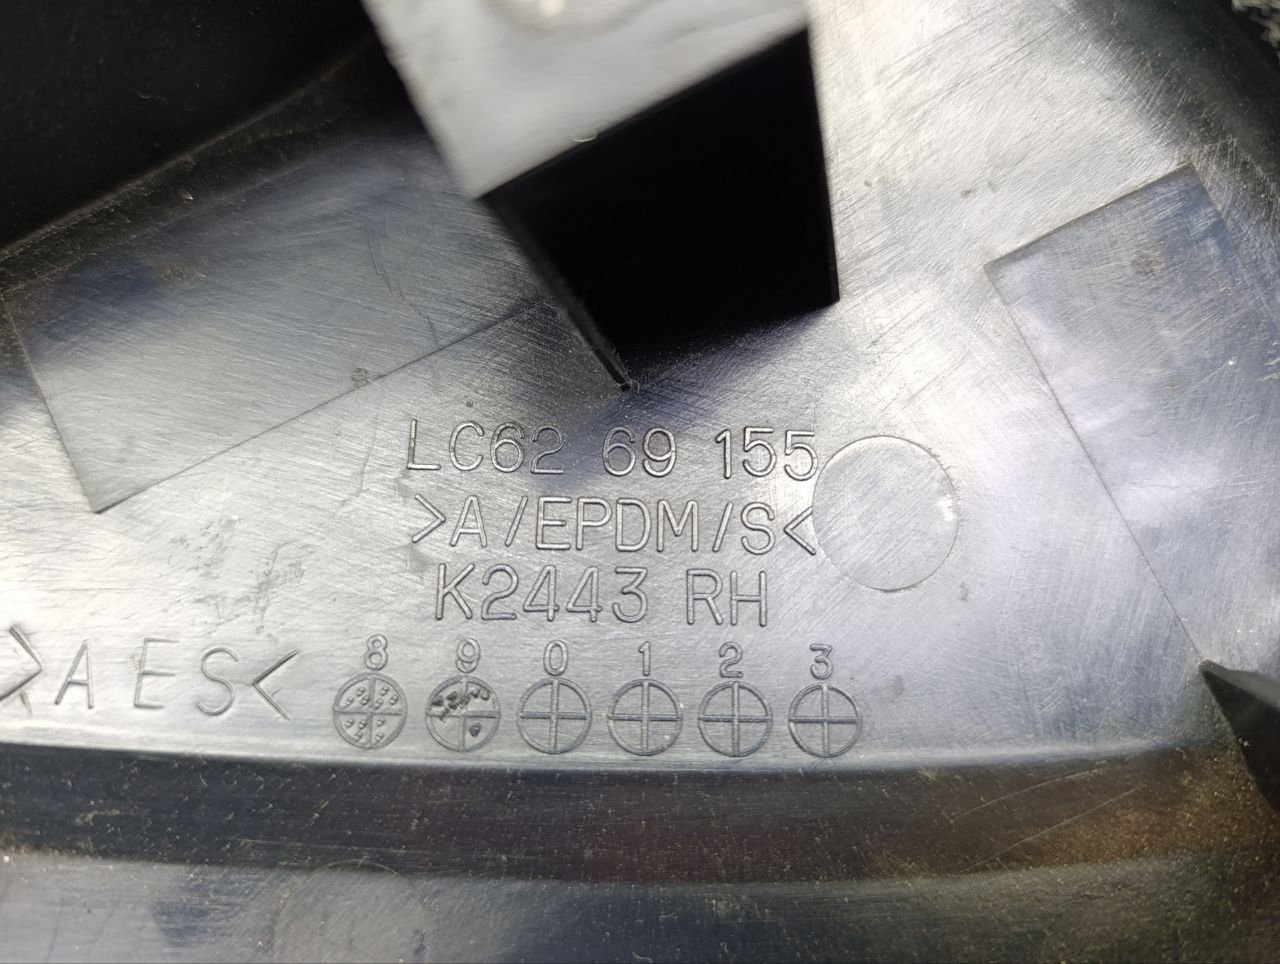 LC62 69 155
>A/EPDM/S<
K2443 RH
>AES<
8 9 0 1 2 3